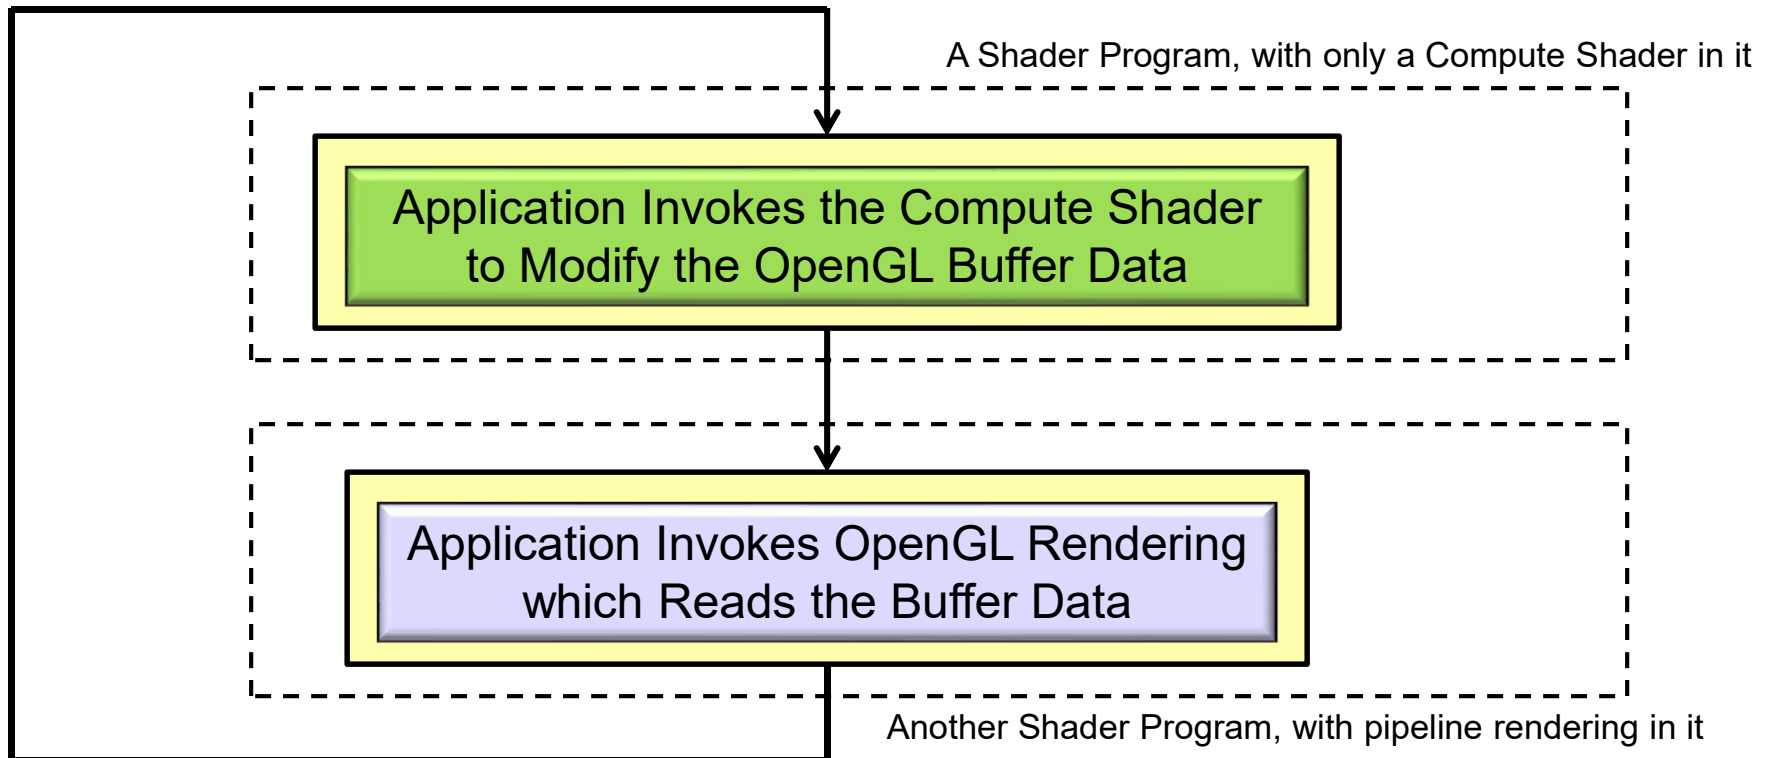 A Shader Program, with only a Compute Shader in it
Application Invokes the Compute Shader
to Modify the OpenGL Buffer Data
Application Invokes OpenGL Rendering
which Reads the Buffer Data
Another Shader Program, with pipeline rendering in it